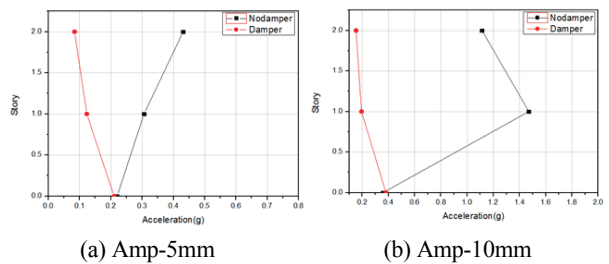 Nodamper
Damper
2.0
1.5
1.0
0.5
0.0
Story
0.0 0.1 0.2 0.3 0.4 0.5 0.6 0.7 0.8
Acceleration(g)
(a) Amp-5mm
Nodamper
Damper
2.0
1.5
1.0
0.5
0.0
Story
0.2 0.4 0.6 0.8 1.0 1.2 1.4 1.6 1.8 2.0
Acceleration(g)
(b) Amp-10mm